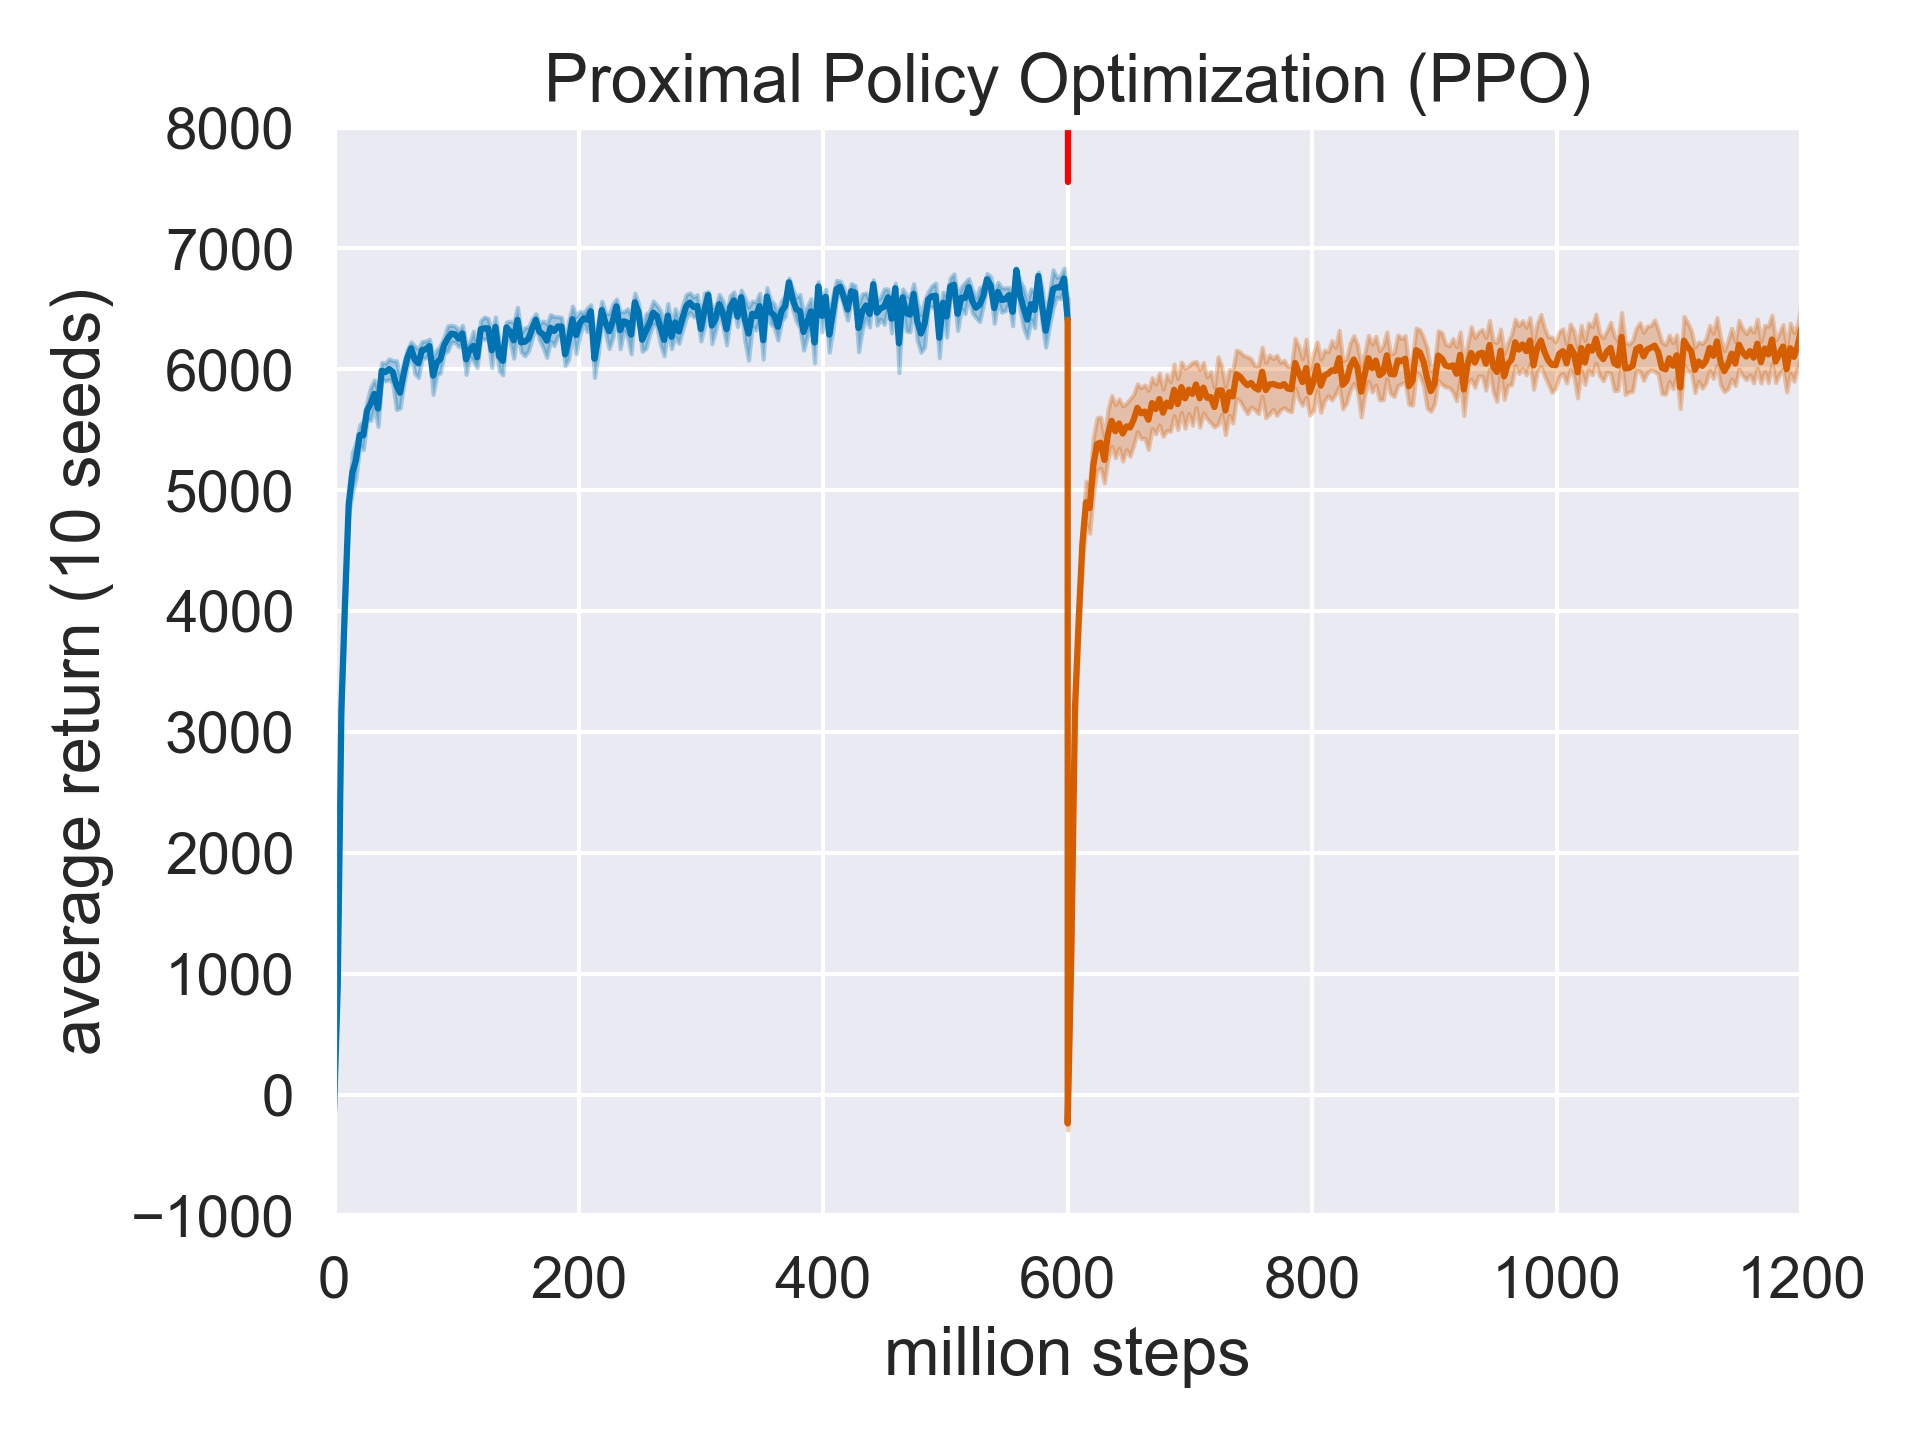 Proximal Policy Optimization (PPO)
average return (10 seeds)
8000
7000
6000
5000
4000
3000
2000
1000
0
−1000
0 200 400 600 800 1000 1200
million steps